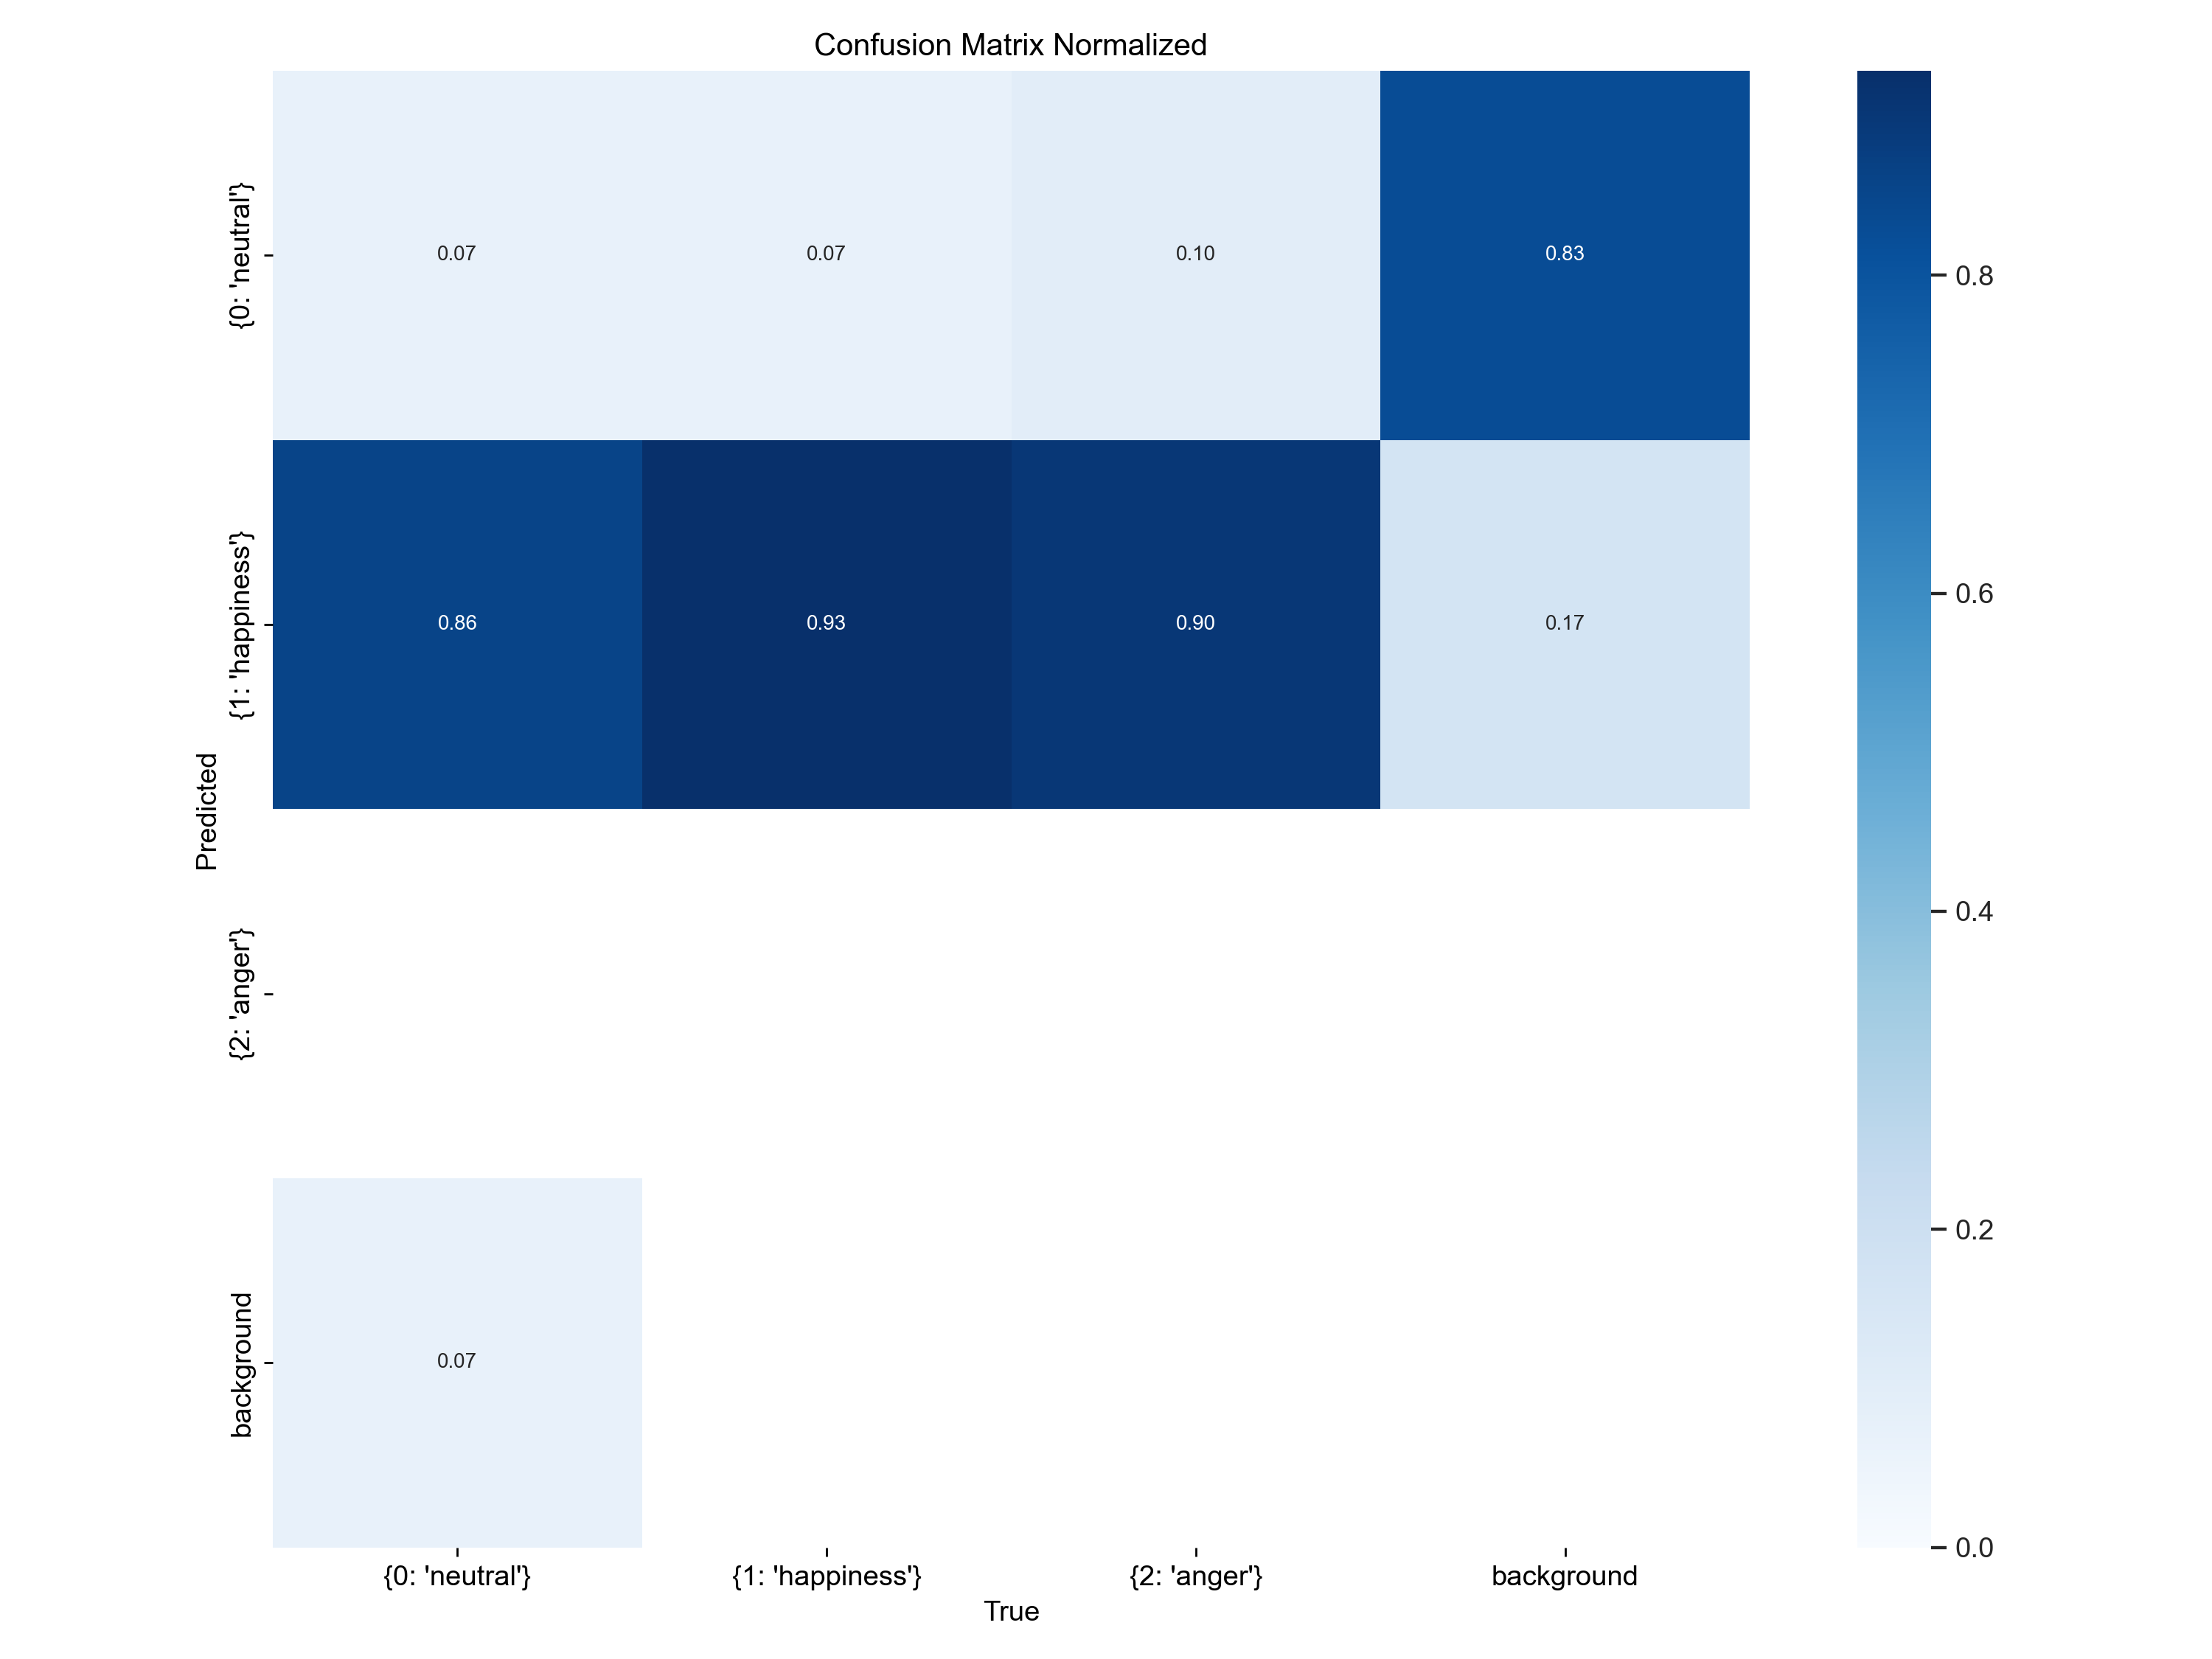 Confusion Matrix Normalized
{0: 'neutral'}
0.07 0.07 0.10 0.83
{1: 'happiness'}
0.86 0.93 0.90 0.17
{2: 'anger'}
background
0.07
Predicted
{0: 'neutral'} {1: 'happiness'} {2: 'anger'} background
True
0.8
0.6
0.4
0.2
0.0